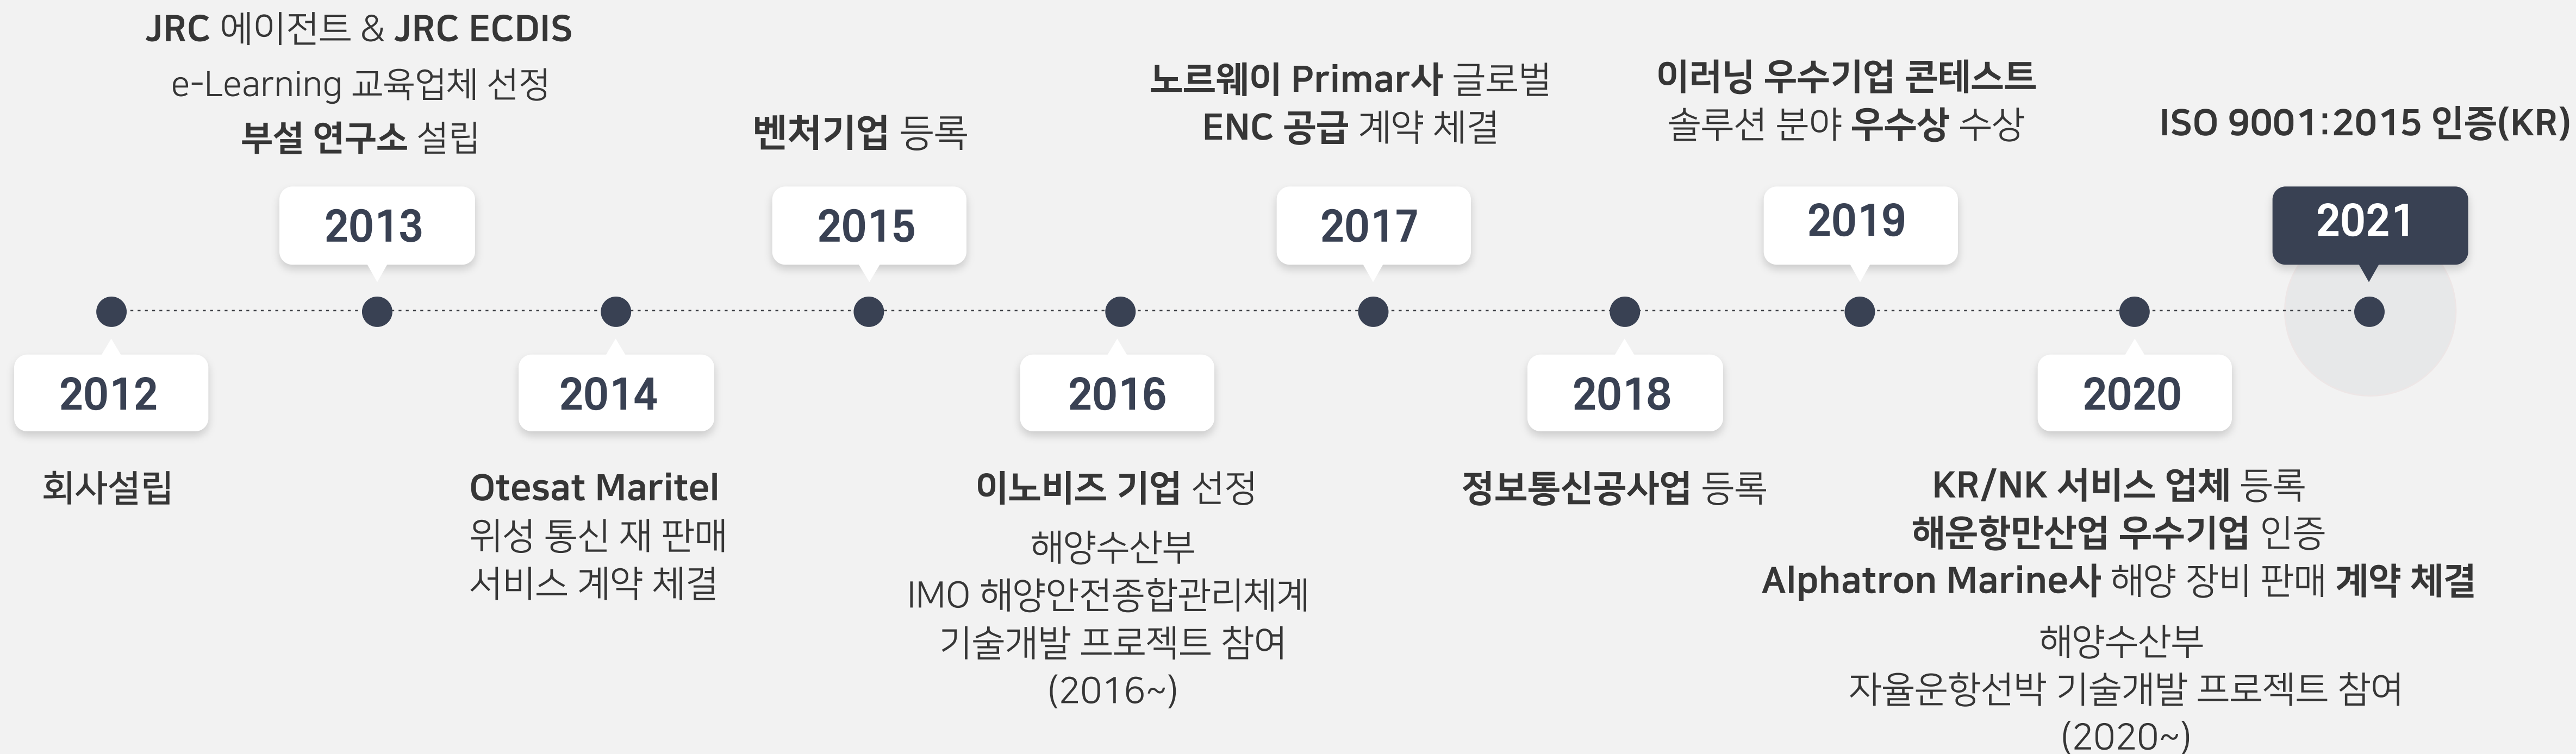 JRC 에이전트 & JRC ECDIS
e-Learning 교육업체 선정
부설 연구소 설립
2013
벤처기업 등록
2015
노르웨이 Primar사 글로벌
ENC 공급 계약 체결
2017
이러닝 우수기업 콘테스트
솔루션 분야 우수상 수상
2019
ISO 9001:2015 인증(KR)
2021
2012
회사설립
2014
Otesat Maritel
위성 통신 재 판매
서비스 계약 체결
2016
이노비즈 기업 선정
해양수산부
IMO 해양안전종합관리체계
기술개발 프로젝트 참여
(2016~)
2018
정보통신공사업 등록
2020
KR/NK 서비스 업체 등록
해운항만산업 우수기업 인증
Alphatron Marine사 해양 장비 판매 계약 체결
해양수산부
자율운항선박 기술개발 프로젝트 참여
(2020~)